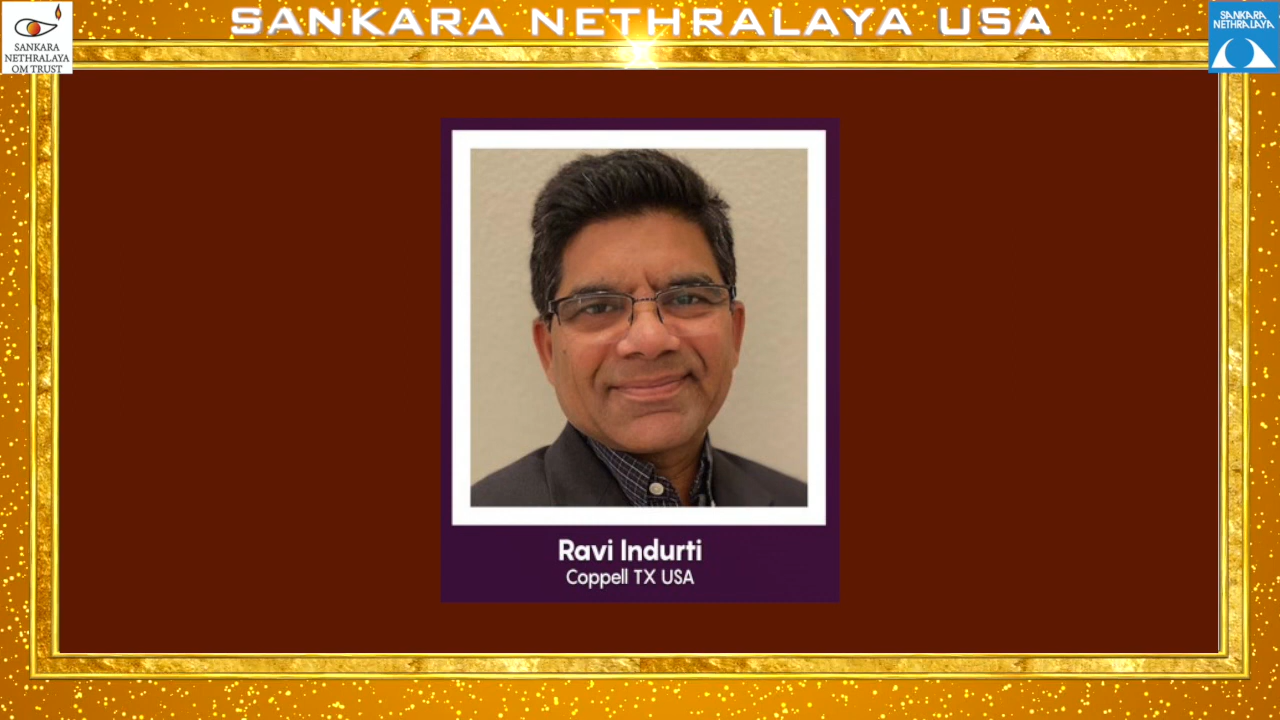 SANKARA NETHRALAYA USA
SANKARA
NETHRALAYA
OM TRUST
SANKARA
NETHRALAYA
Ravi Indurti
Coppell TX USA